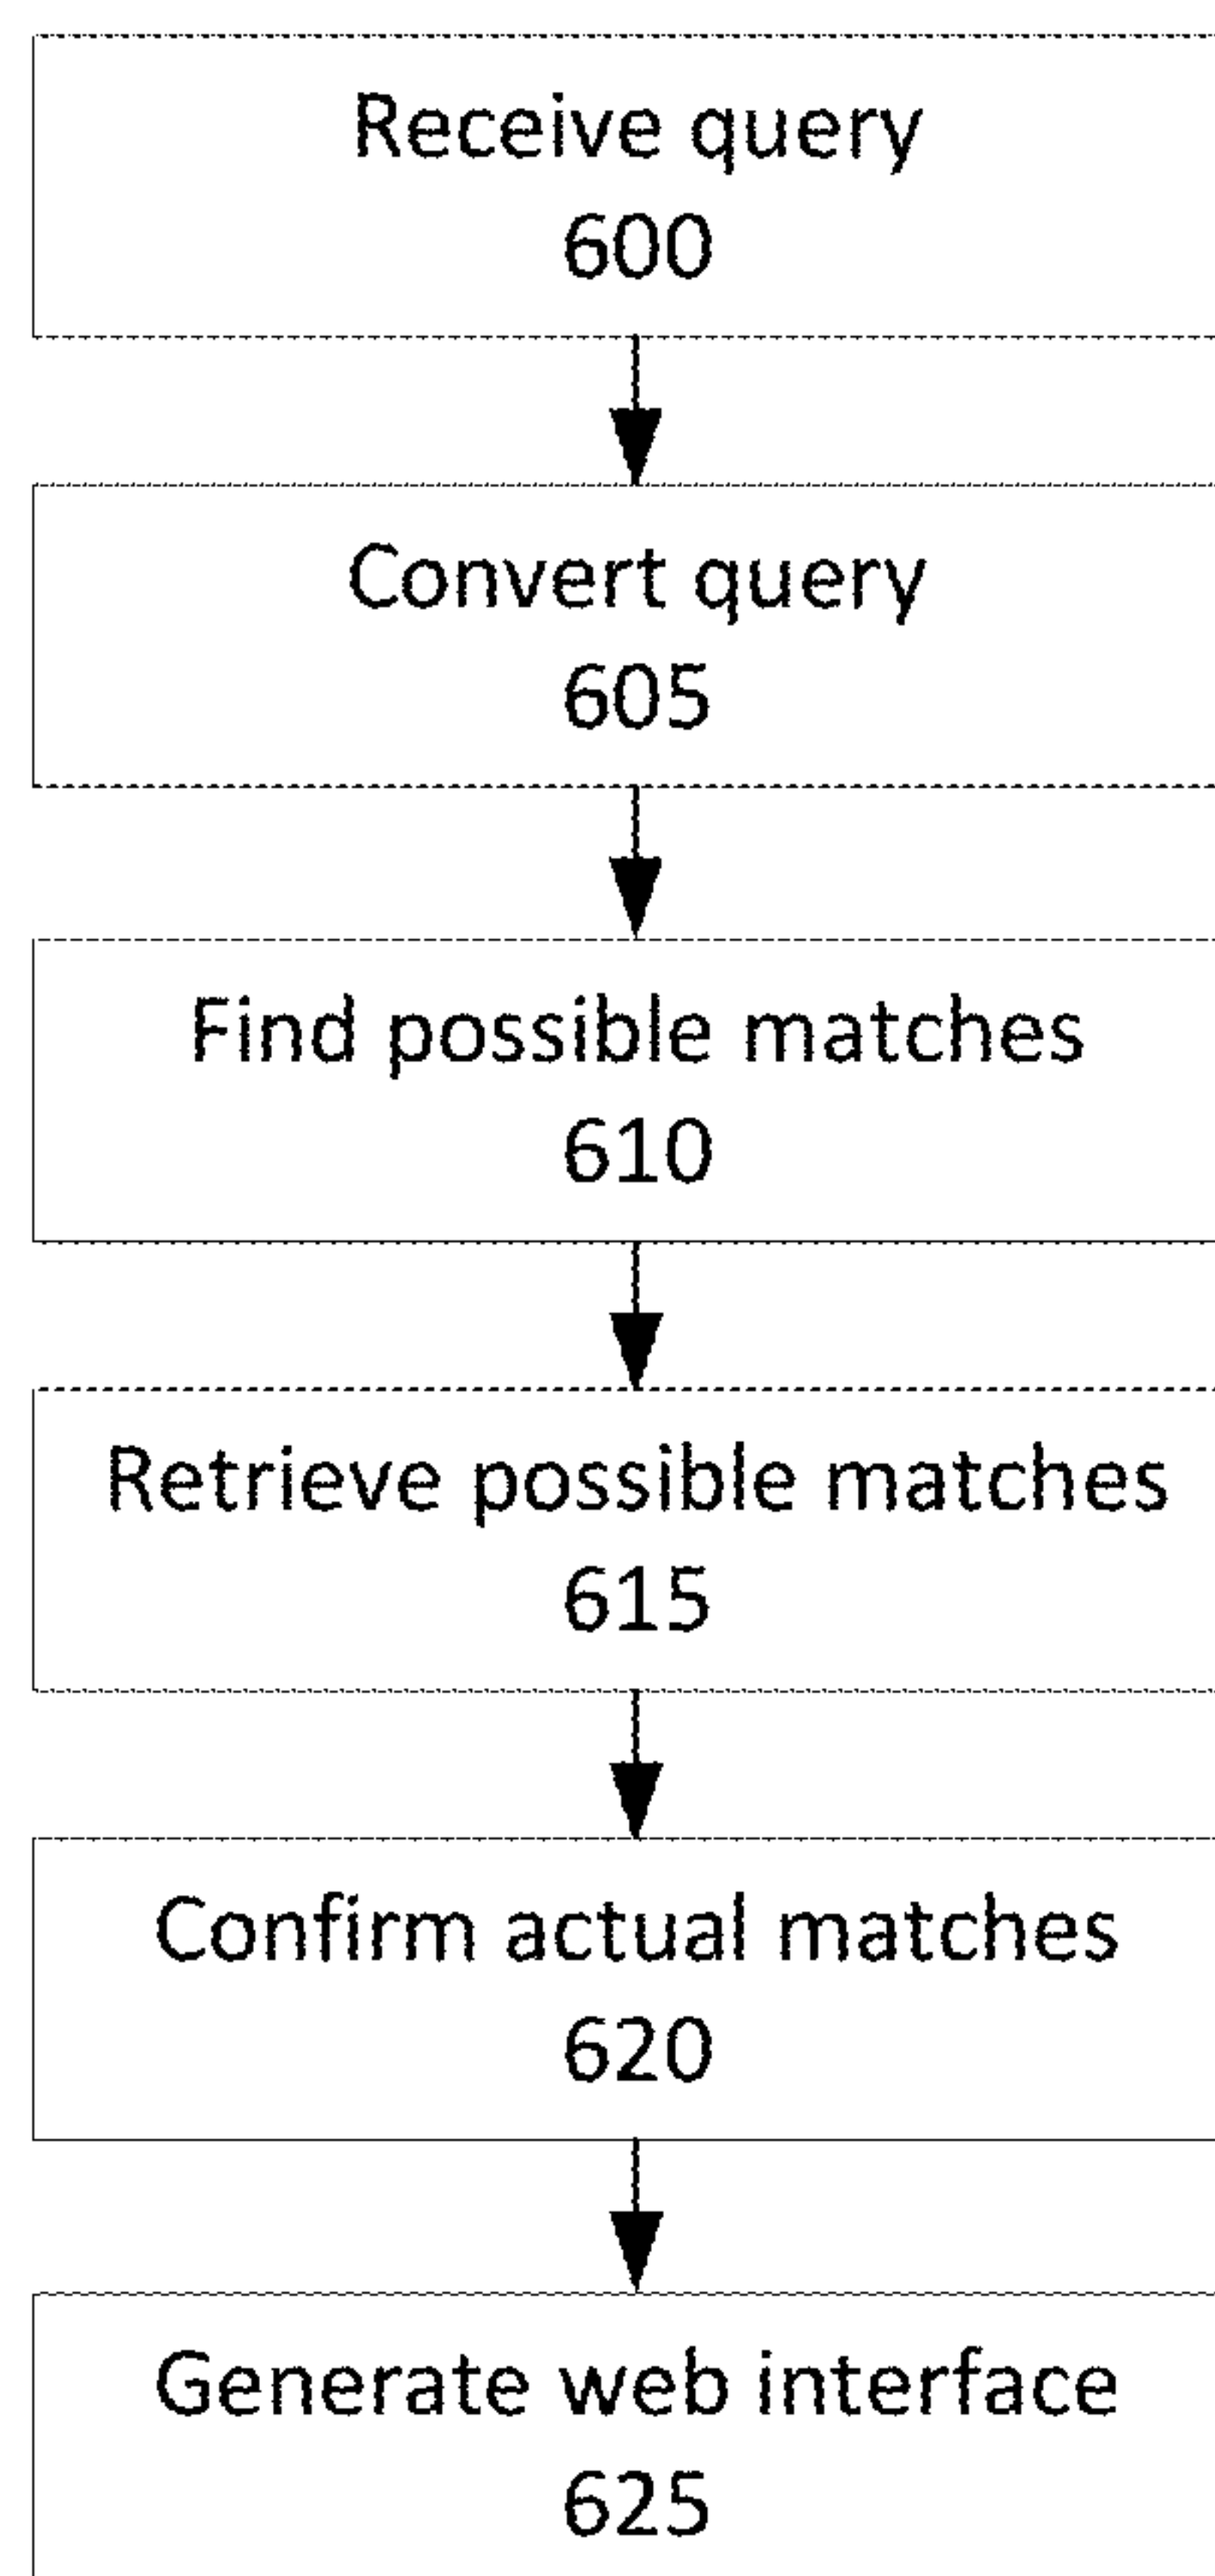 Receive query
600
Convert query
605
Find possible matches
610
Retrieve possible matches
615
Confirm actual matches
620
Generate web interface
625